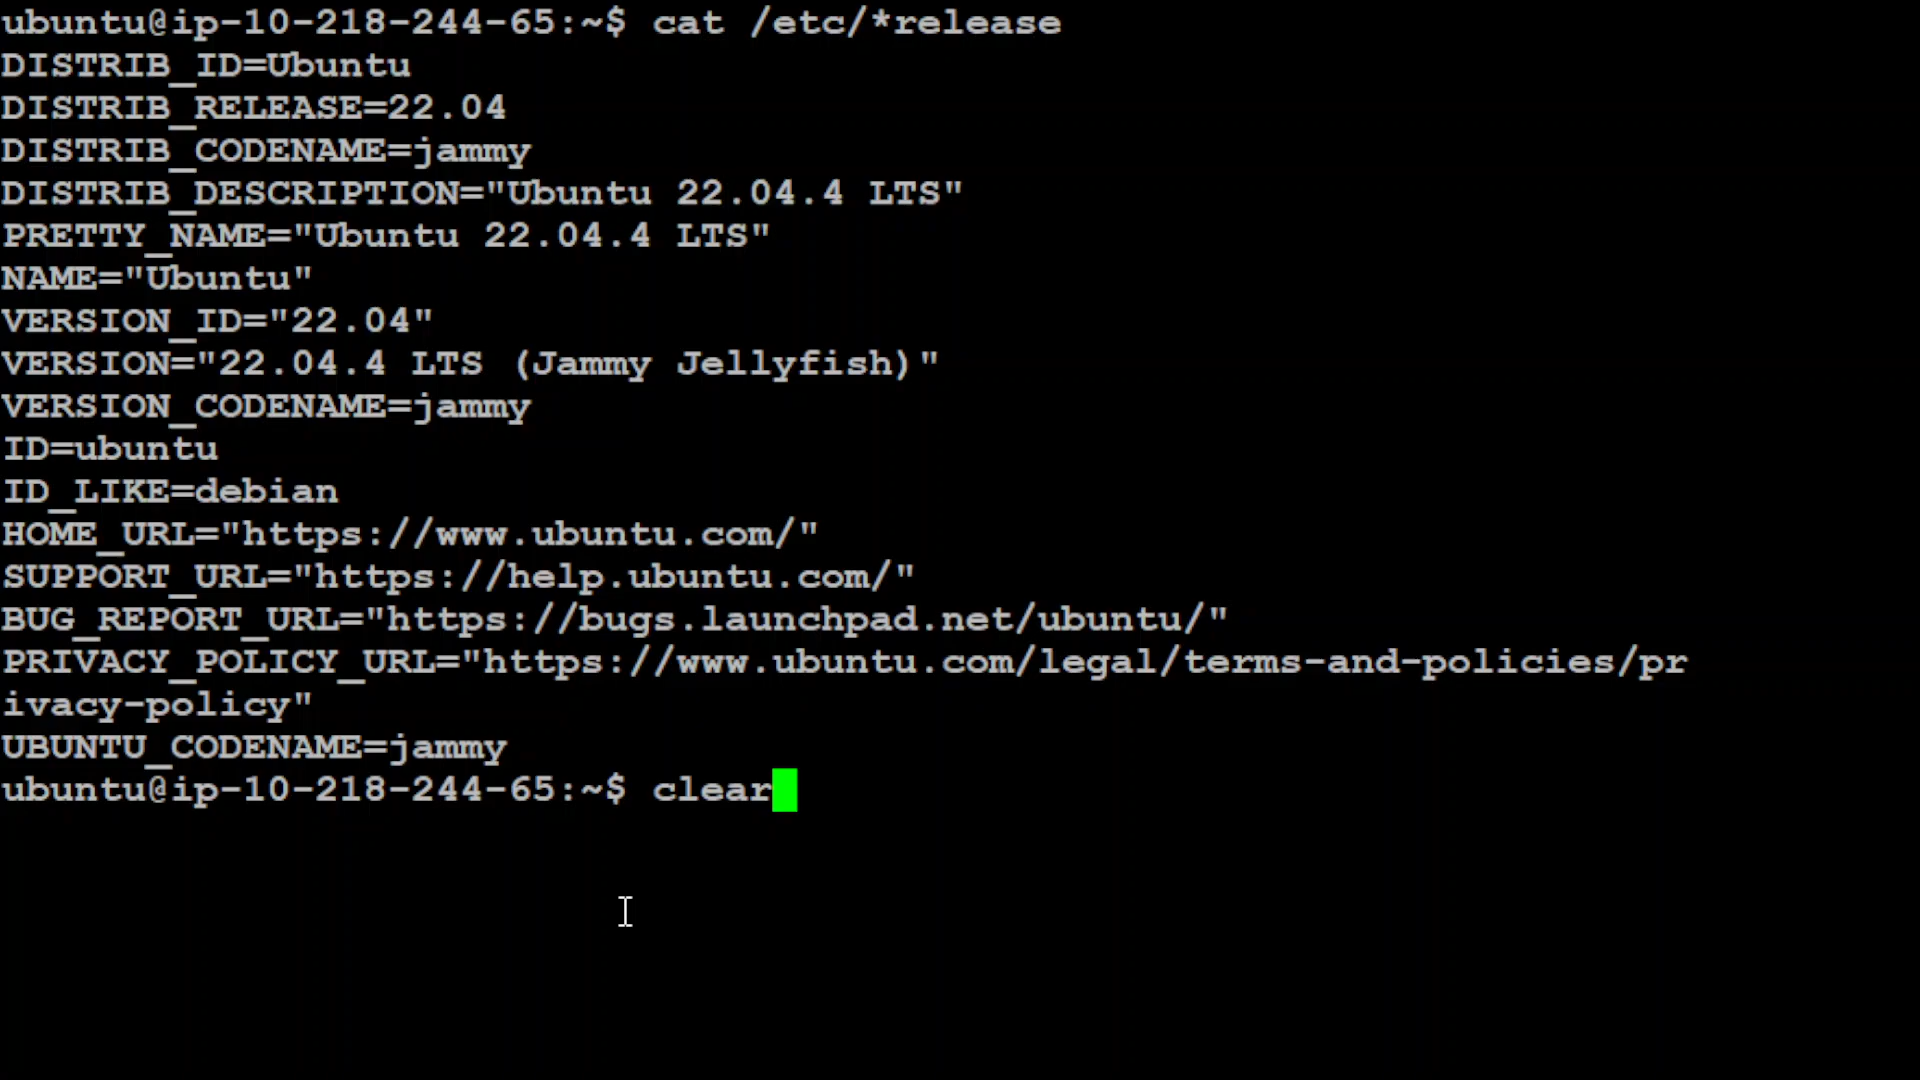 ubuntu@ip-10-218-244-65:~$ cat /etc/*release
DISTRIB_ID=Ubuntu
DISTRIB_RELEASE=22.04
DISTRIB_CODENAME=jammy
DISTRIB_DESCRIPTION="Ubuntu 22.04.4 LTS"
PRETTY_NAME="Ubuntu 22.04.4 LTS"
NAME="Ubuntu"
VERSION_ID="22.04"
VERSION="22.04.4 LTS (Jammy Jellyfish)"
VERSION_CODENAME=jammy
ID=ubuntu
ID_LIKE=debian
HOME_URL="https://www.ubuntu.com/"
SUPPORT_URL="https://help.ubuntu.com/"
BUG_REPORT_URL="https://bugs.launchpad.net/ubuntu/"
PRIVACY_POLICY_URL="https://www.ubuntu.com/legal/terms-and-policies/pr
ivacy-policy"
UBUNTU_CODENAME=jammy
ubuntu@ip-10-218-244-65:~$ clear